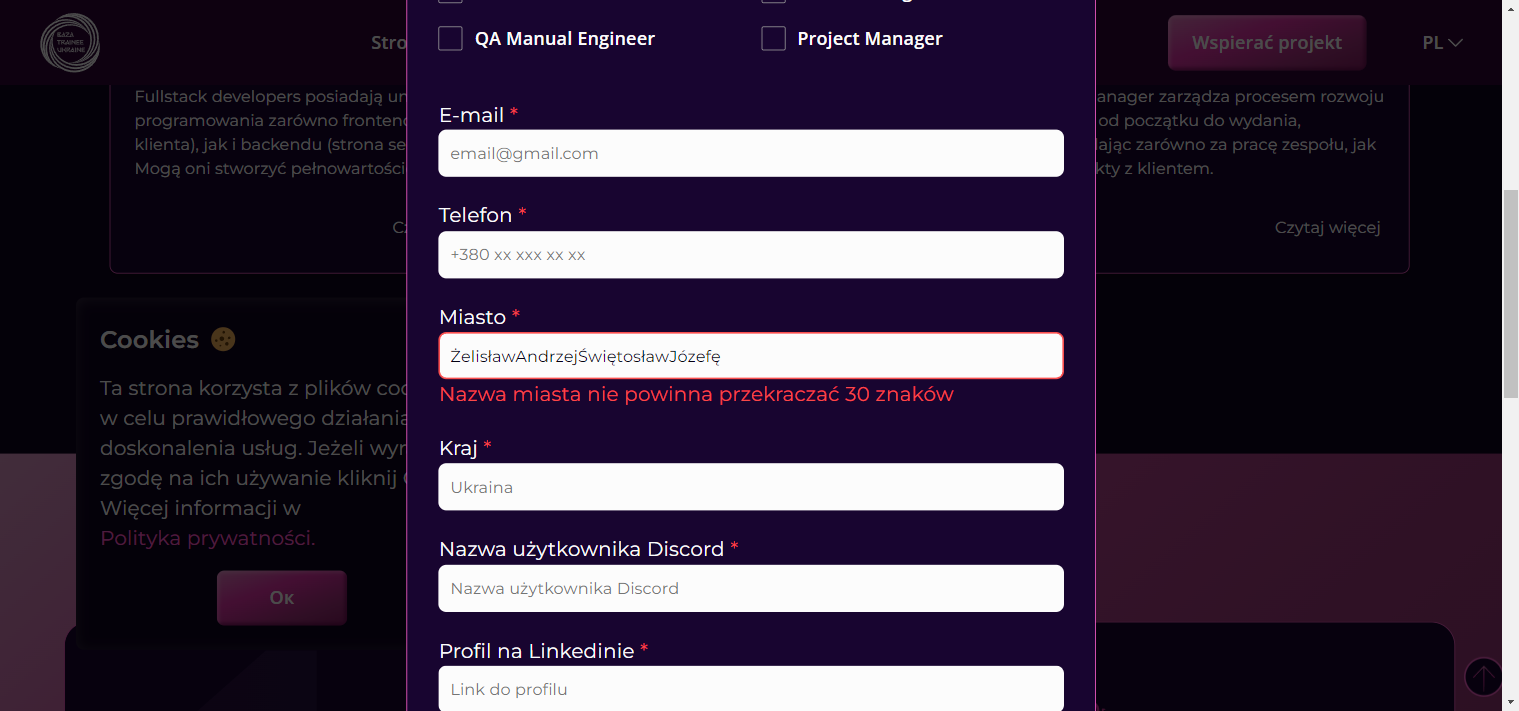 BAZA
TRAINEE
UKRAINE
Stro
QA Manual Engineer
Project Manager
Wspierać projekt
PL
Fullstack developers posiadają um
programowania zarówno frontend
klienta), jak i backendu (strona se
Mogą oni stworzyć pełnowartości
anager zarządza procesem rozwoju
od początku do wydania,
ając zarówno za pracę zespołu, jak
kty z klientem.
Czytaj więcej
E-mail *
email@gmail.com
Telefon *
+380 xx xxx xx xx
Miasto *
ŻelisławAndrzejŚwiętosławJózefę
Nazwa miasta nie powinna przekraczać 30 znaków
Kraj *
Ukraina
Nazwa użytkownika Discord *
Nazwa użytkownika Discord
Profil na Linkedinie *
Link do profilu
Cookies
Ta strona korzysta z plików coo
w celu prawidłowego działania
doskonalenia usług. Jeżeli wyr
zgodę na ich używanie kliknij
Więcej informacji w
Polityka prywatności.
Ок